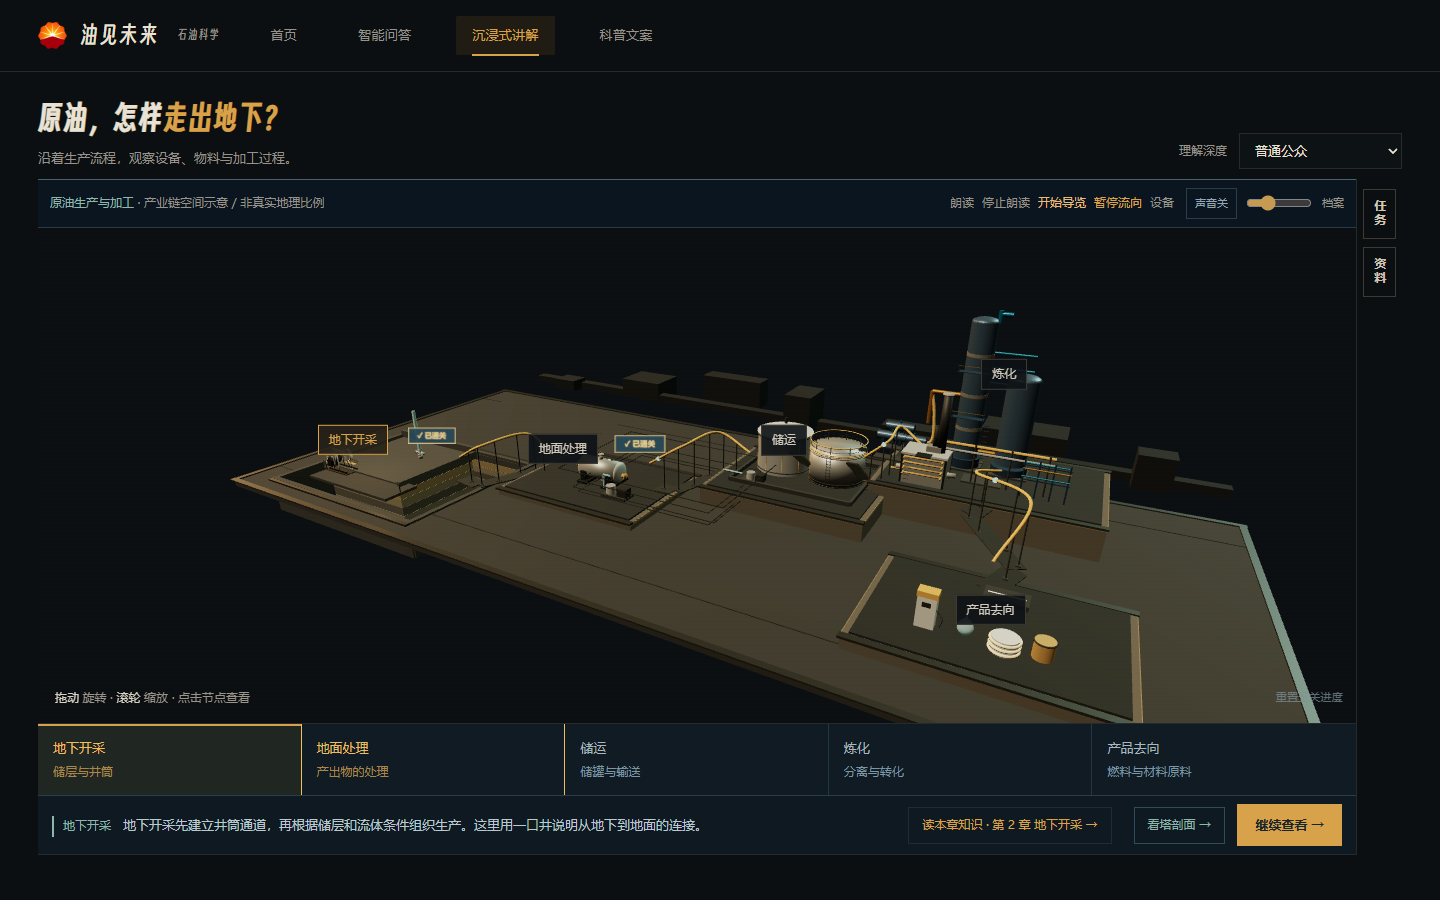 油见未来 石油科学 首页 智能问答 沉浸式讲解 科普文案
原油，怎样走出地下？
沿着生产流程，观察设备、物料与加工过程。
理解深度 普通公众
原油生产与加工 · 产业链空间示意 / 非真实地理比例
朗读 停止朗读 开始导览 暂停流向 设备 声音关 档案
任务
资料
炼化
地下开采
✓ 已通关
地面处理
✓ 已通关
储运
产品去向
拖动 旋转 · 滚轮 缩放 · 点击节点查看
重置 关进度
地下开采
储层与井筒
地面处理
产出物的处理
储运
储罐与输送
炼化
分离与转化
产品去向
燃料与材料原料
地下开采 地下开采先建立井筒通道，再根据储层和流体条件组织生产。这里用一口井说明从地下到地面的连接。
读本章知识 · 第 2 章 地下开采 →
看塔剖面 →
继续查看 →